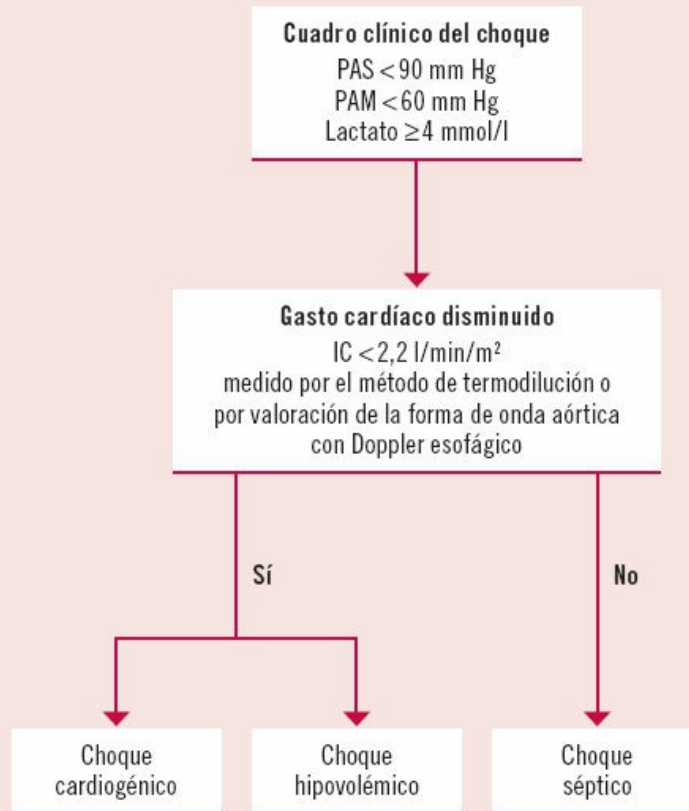 Cuadro clínico del choque
PAS <90 mm Hg
PAM <60 mm Hg
Lactato ≥4 mmol/l
Gasto cardíaco disminuido
IC <2,2 l/min/m²
medido por el método de termodilución o
por valoración de la forma de onda aórtica
con Doppler esofágico
Sí
No
Choque
cardiogénico
Choque
hipovolémico
Choque
séptico